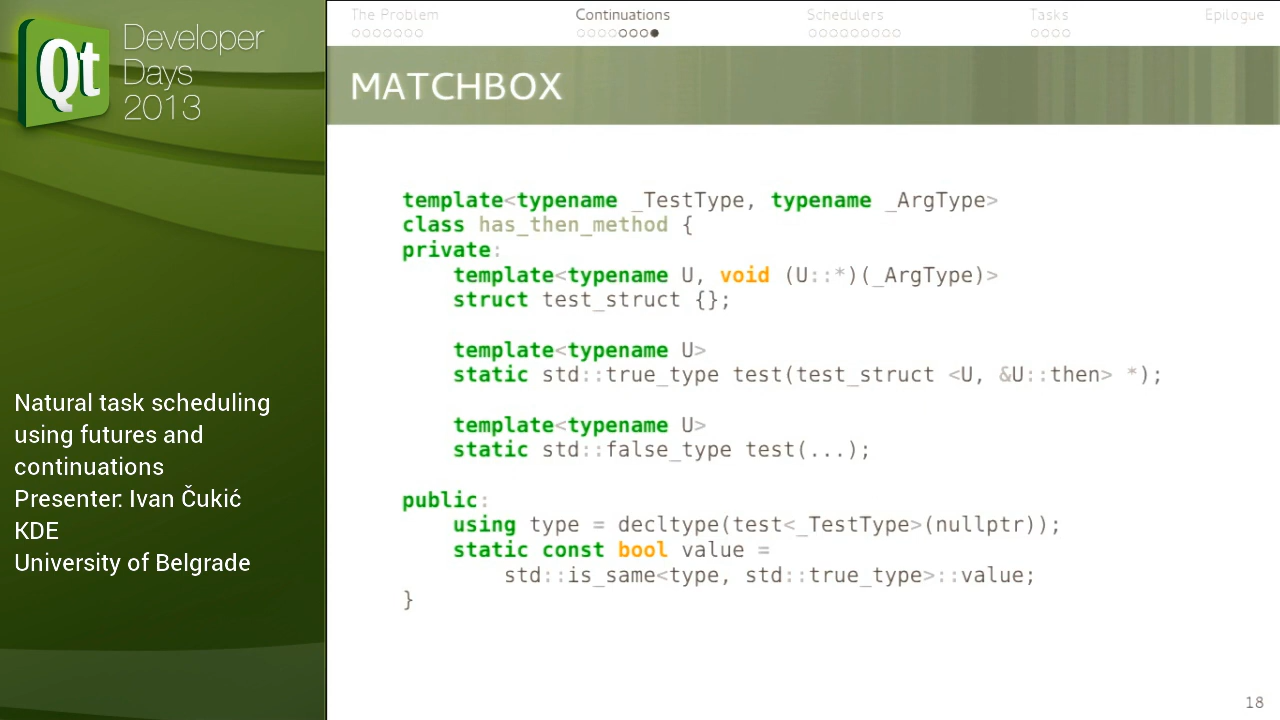 Qt
Developer
Days
2013
Natural task scheduling
using futures and
continuations
Presenter: Ivan Čukić
KDE
University of Belgrade
The Problem
Continuations
Schedulers
Tasks
Epilogue
MATCHBOX
template<typename _TestType, typename _ArgType>
class has_then_method {
private:
    template<typename U, void (U::*)(_ArgType)>
    struct test_struct {};
    template<typename U>
    static std::true_type test(test_struct <U, &U::then> *);
    template<typename U>
    static std::false_type test(...);
public:
    using type = decltype(test<_TestType>(nullptr));
    static const bool value =
        std::is_same<type, std::true_type>::value;
}
18